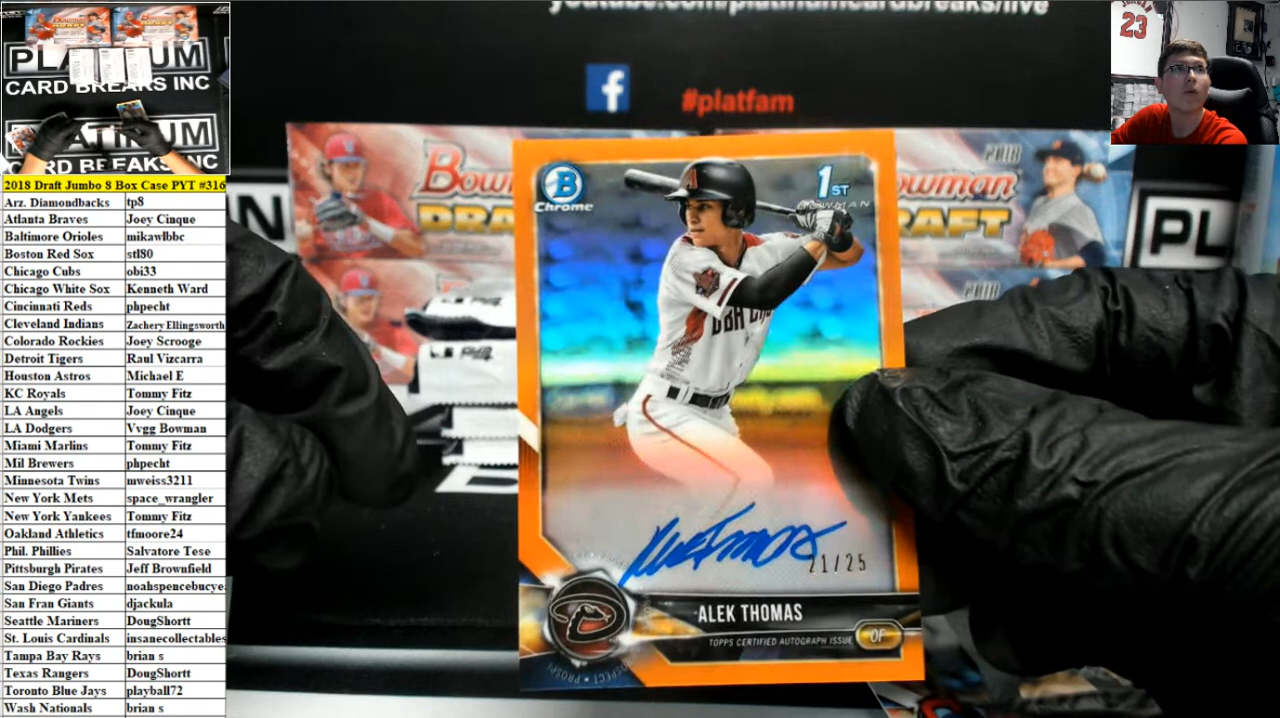 youtube.com/platinumcardbreaks/live
#platfam
PLATINUM
CARD BREAKS INC
PLATINUM
CARD BREAKS INC
23
2018 Draft Jumbo 8 Box Case PYT #316
Arz. Diamondbacks tp8
Atlanta Braves Joey Cinque
Baltimore Orioles mikawlbbc
Boston Red Sox stl80
Chicago Cubs obi33
Chicago White Sox Kenneth Ward
Cincinnati Reds phpecht
Cleveland Indians Zachery Ellingsworth
Colorado Rockies Joey Scrooge
Detroit Tigers Raul Vizcarra
Houston Astros Michael E
KC Royals Tommy Fitz
LA Angels Joey Cinque
LA Dodgers Vvgg Bowman
Miami Marlins Tommy Fitz
Mil Brewers phpecht
Minnesota Twins mweiss3211
New York Mets space_wrangler
New York Yankees Tommy Fitz
Oakland Athletics tfmoore24
Phil. Phillies Salvatore Tese
Pittsburgh Pirates Jeff Brownfield
San Diego Padres noahspencebucye
San Fran Giants djackula
Seattle Mariners DougShortt
St. Louis Cardinals insanecollectables
Tampa Bay Rays brian s
Texas Rangers DougShortt
Toronto Blue Jays playball72
Wash Nationals brian s
Bow
DRA
2018
owman
RAFT
2018
N
PL
B
Chrome
1ST
BOWMAN
A
21/25
ALEK THOMAS
TOPPS CERTIFIED AUTOGRAPH ISSUE OF